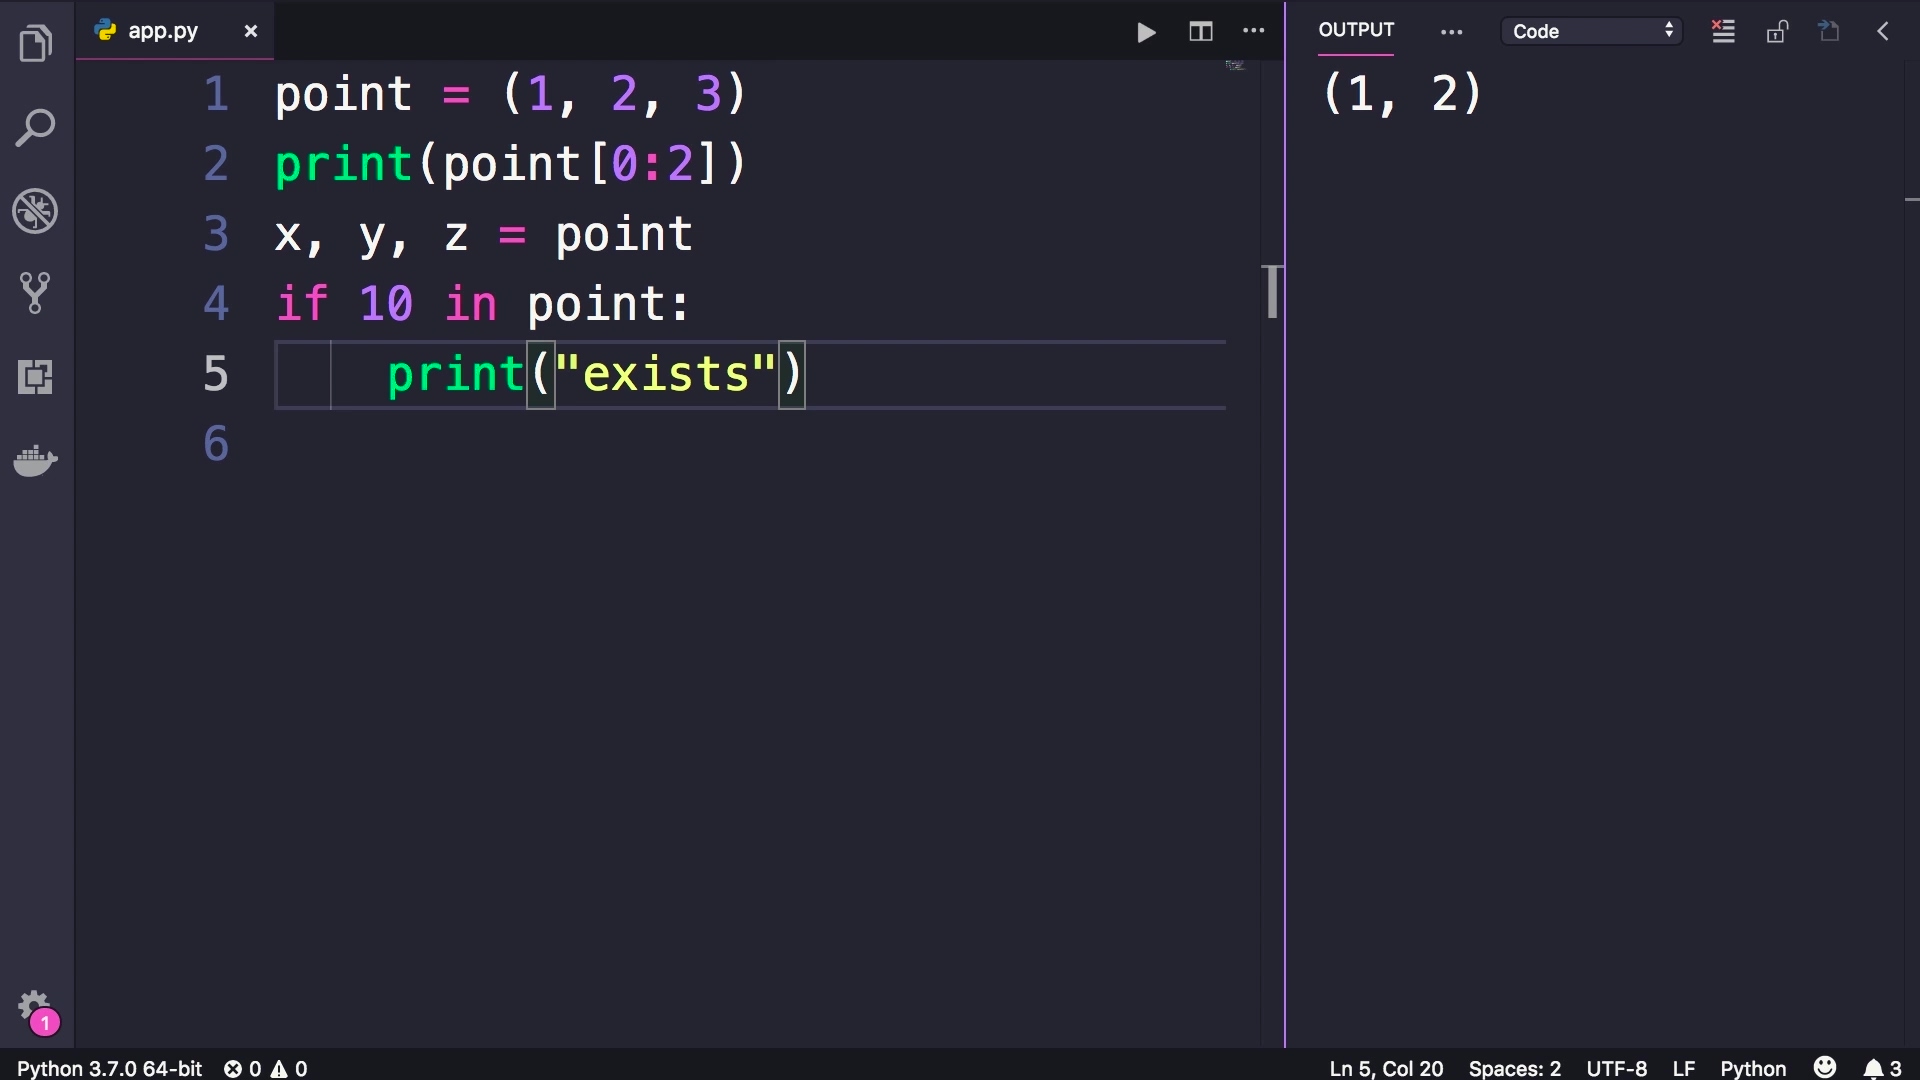 app.py
OUTPUT
Code
1 point = (1, 2, 3)
2 print(point[0:2])
3 x, y, z = point
4 if 10 in point:
5     print("exists")
6
(1, 2)
1
Python 3.7.0 64-bit 0 0
Ln 5, Col 20 Spaces: 2 UTF-8 LF Python 3